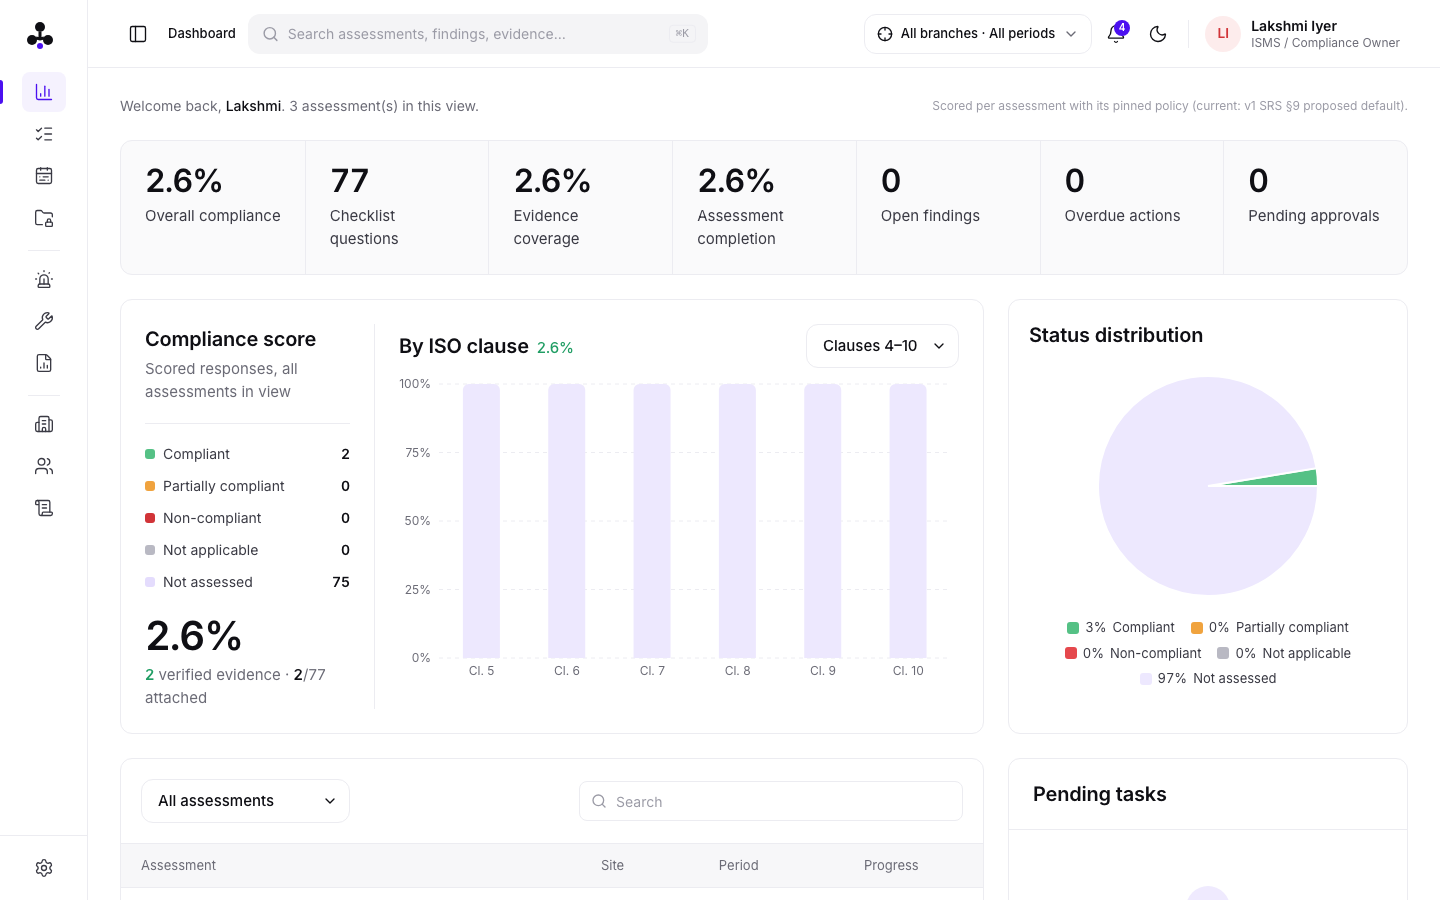 Dashboard
Search assessments, findings, evidence...
⌘K
All branches · All periods
4
LI
Lakshmi Iyer
ISMS / Compliance Owner
Welcome back, Lakshmi. 3 assessment(s) in this view.
Scored per assessment with its pinned policy (current: v1 SRS §9 proposed default).
2.6%
Overall compliance
77
Checklist
questions
2.6%
Evidence
coverage
2.6%
Assessment
completion
0
Open findings
0
Overdue actions
0
Pending approvals
Compliance score
Scored responses, all
assessments in view
Compliant 2
Partially compliant 0
Non-compliant 0
Not applicable 0
Not assessed 75
2.6%
2 verified evidence · 2/77
attached
By ISO clause 2.6%
Clauses 4–10
100%
75%
50%
25%
0%
Cl. 5 Cl. 6 Cl. 7 Cl. 8 Cl. 9 Cl. 10
Status distribution
3% Compliant 0% Partially compliant
0% Non-compliant 0% Not applicable
97% Not assessed
All assessments
Search
Assessment Site Period Progress
Pending tasks